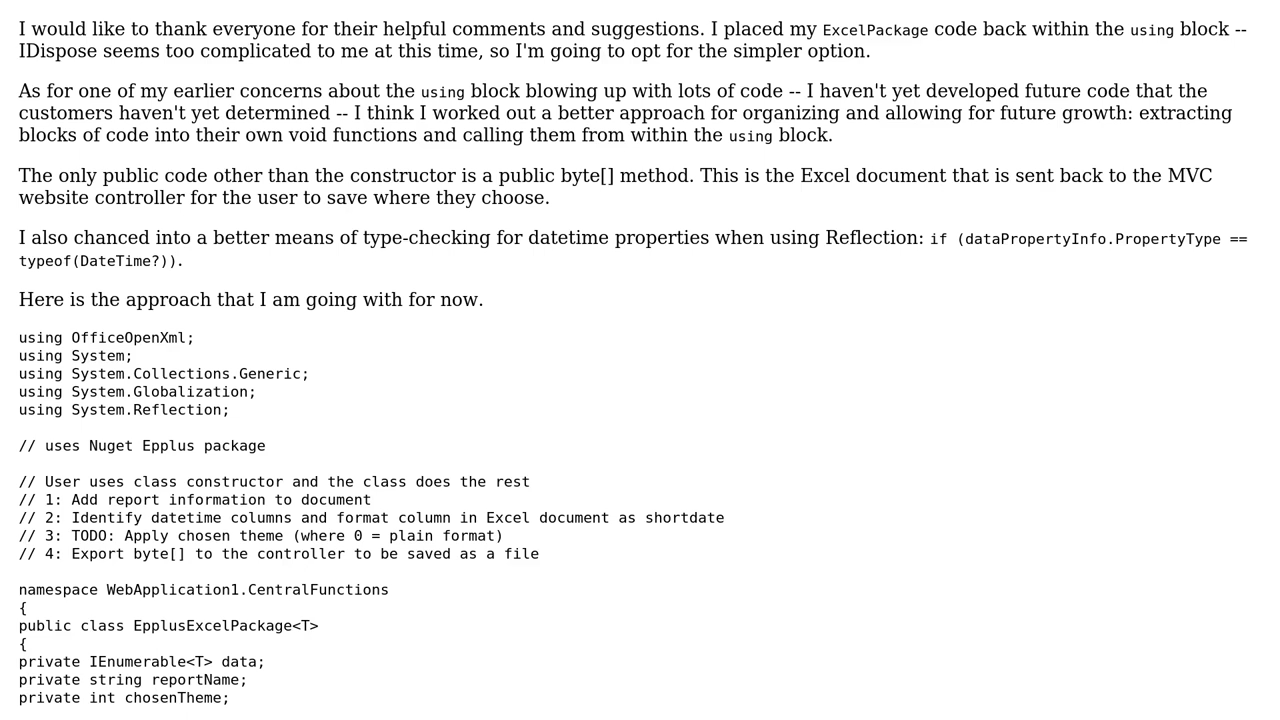 I would like to thank everyone for their helpful comments and suggestions. I placed my ExcelPackage code back within the using block --
IDispose seems too complicated to me at this time, so I'm going to opt for the simpler option.
As for one of my earlier concerns about the using block blowing up with lots of code -- I haven't yet developed future code that the
customers haven't yet determined -- I think I worked out a better approach for organizing and allowing for future growth: extracting
blocks of code into their own void functions and calling them from within the using block.
The only public code other than the constructor is a public byte[] method. This is the Excel document that is sent back to the MVC
website controller for the user to save where they choose.
I also chanced into a better means of type-checking for datetime properties when using Reflection: if (dataPropertyInfo.PropertyType ==
typeof(DateTime?)).
Here is the approach that I am going with for now.
using OfficeOpenXml;
using System;
using System.Collections.Generic;
using System.Globalization;
using System.Reflection;
// uses Nuget Epplus package
// User uses class constructor and the class does the rest
// 1: Add report information to document
// 2: Identify datetime columns and format column in Excel document as shortdate
// 3: TODO: Apply chosen theme (where 0 = plain format)
// 4: Export byte[] to the controller to be saved as a file
namespace WebApplication1.CentralFunctions
{
public class EpplusExcelPackage<T>
{
private IEnumerable<T> data;
private string reportName;
private int chosenTheme;